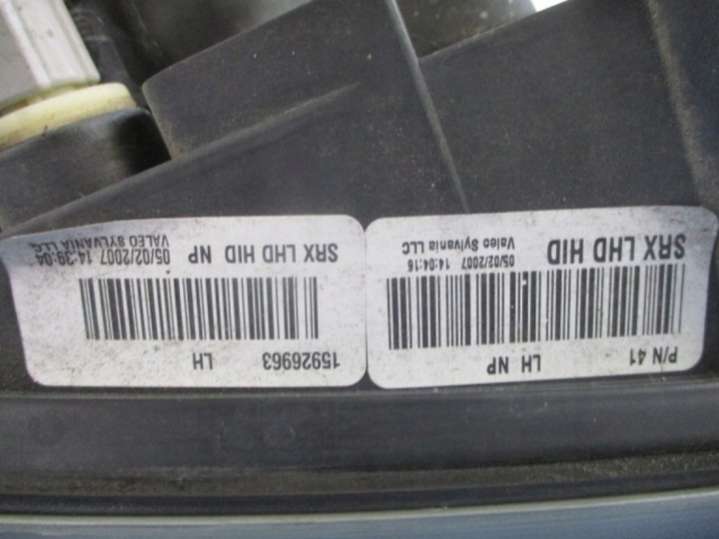 P/N 41 LH NP
SRX LHD HID
05/02/2007 14:04:16
Valeo Sylvania LLC
15926963 LH
SRX LHD HID NP
05/02/2007 14:39:04
VALEO SYLVANIA LLC